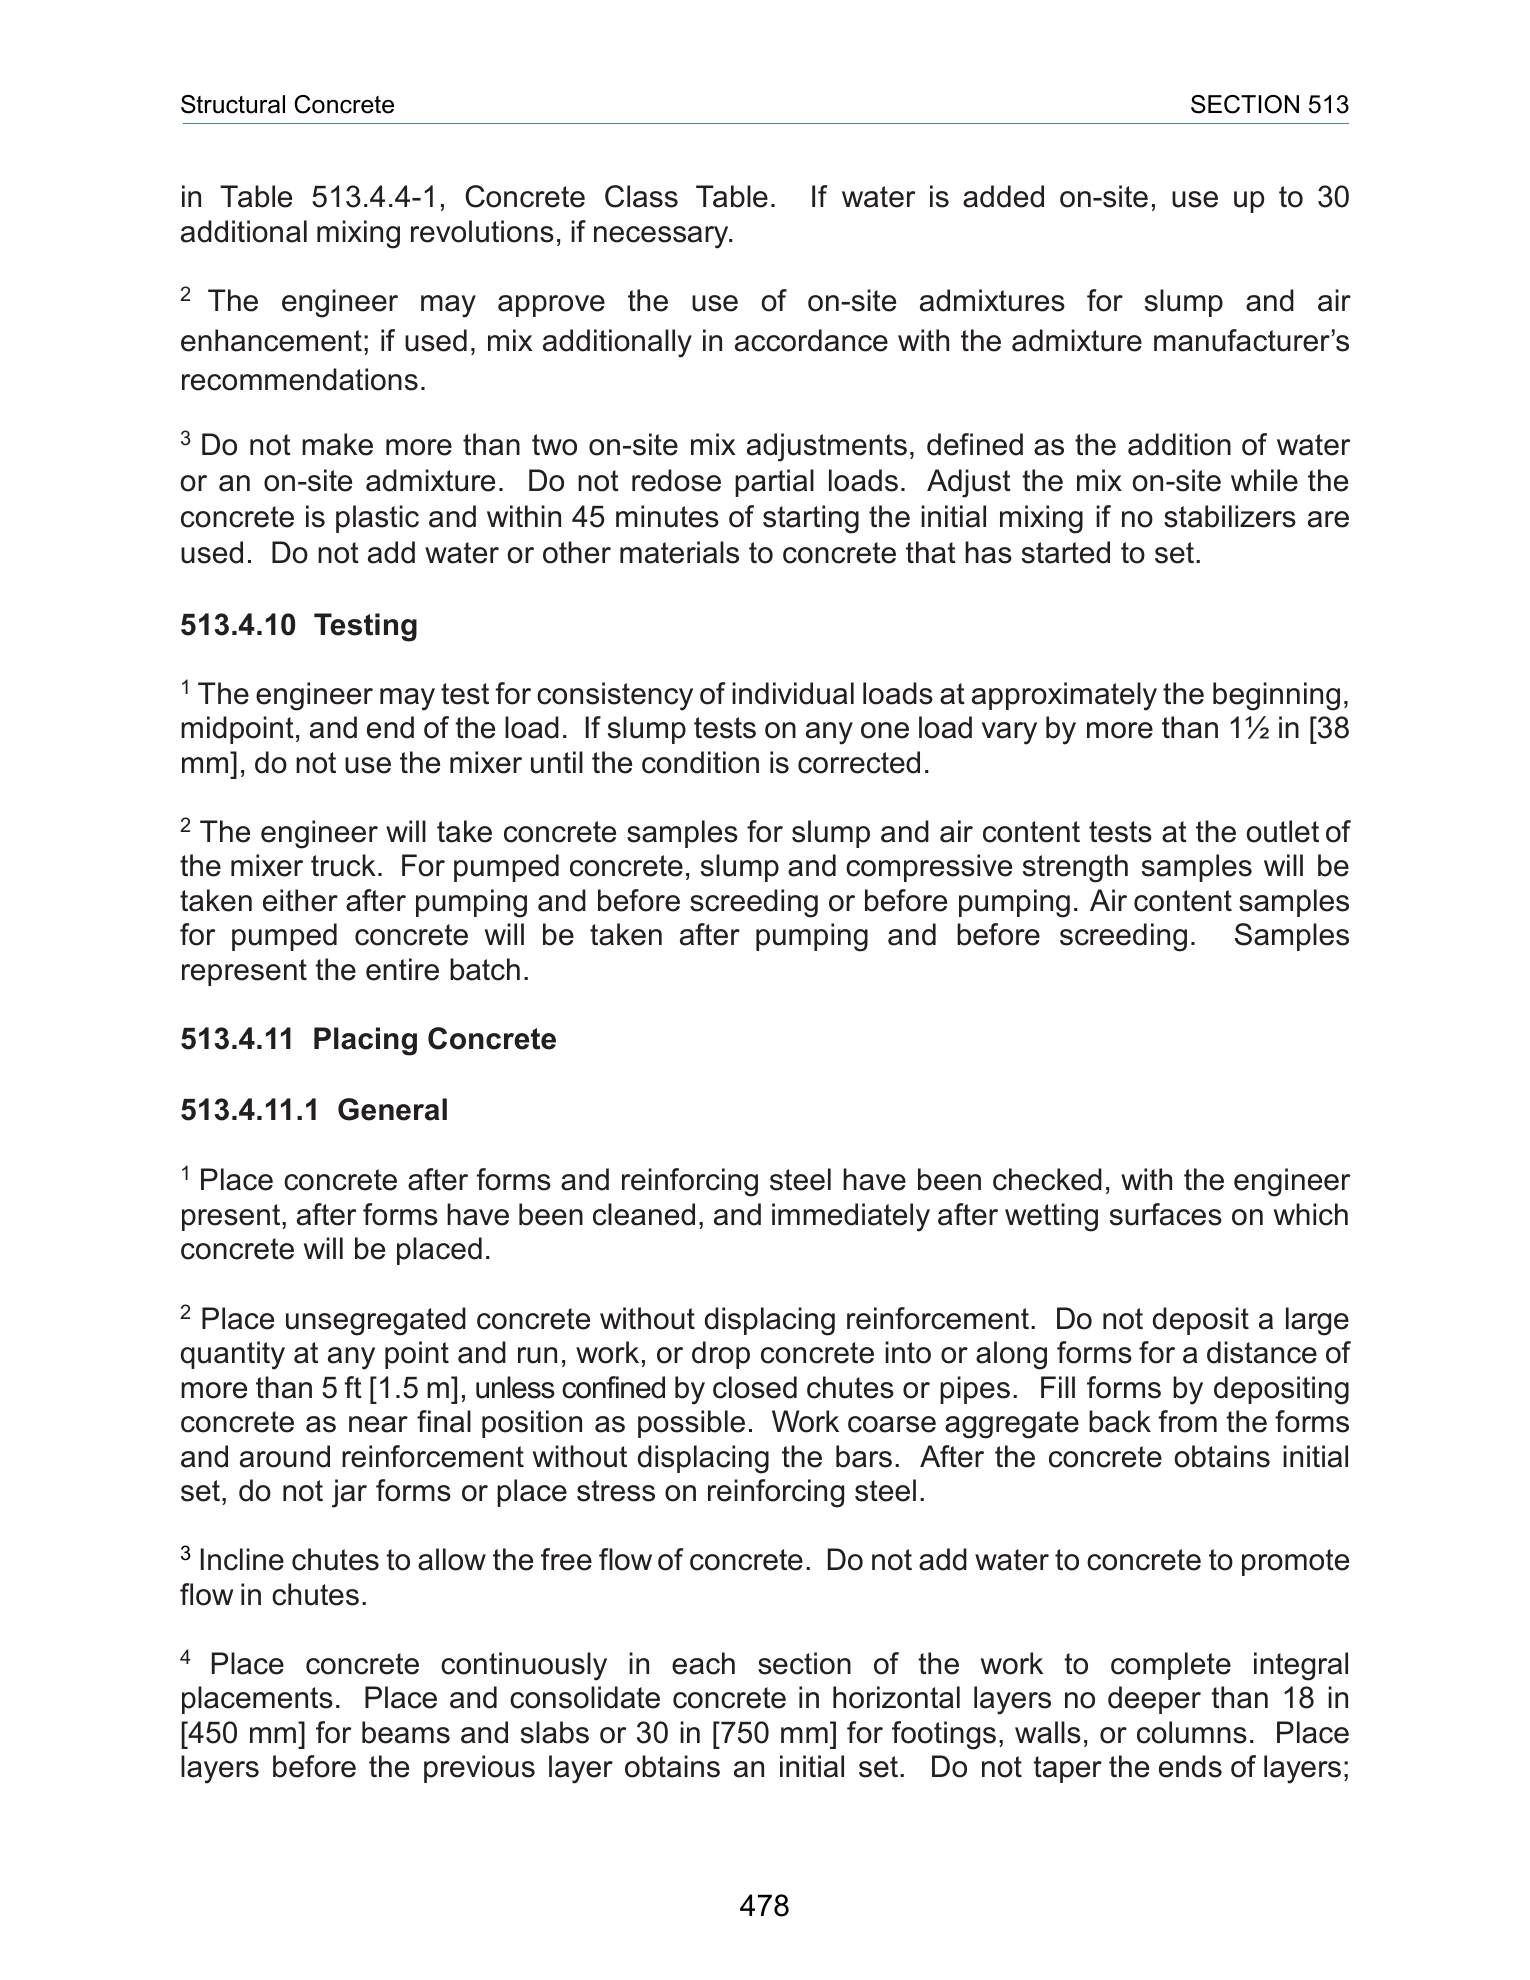 Structural Concrete SECTION 513
in Table 513.4.4-1, Concrete Class Table. If water is added on-site, use up to 30
additional mixing revolutions, if necessary.
2 The engineer may approve the use of on-site admixtures for slump and air
enhancement; if used, mix additionally in accordance with the admixture manufacturer’s
recommendations.
3 Do not make more than two on-site mix adjustments, defined as the addition of water
or an on-site admixture. Do not redose partial loads. Adjust the mix on-site while the
concrete is plastic and within 45 minutes of starting the initial mixing if no stabilizers are
used. Do not add water or other materials to concrete that has started to set.
513.4.10 Testing
1 The engineer may test for consistency of individual loads at approximately the beginning,
midpoint, and end of the load. If slump tests on any one load vary by more than 1½ in [38
mm], do not use the mixer until the condition is corrected.
2 The engineer will take concrete samples for slump and air content tests at the outlet of
the mixer truck. For pumped concrete, slump and compressive strength samples will be
taken either after pumping and before screeding or before pumping. Air content samples
for pumped concrete will be taken after pumping and before screeding. Samples
represent the entire batch.
513.4.11 Placing Concrete
513.4.11.1 General
1 Place concrete after forms and reinforcing steel have been checked, with the engineer
present, after forms have been cleaned, and immediately after wetting surfaces on which
concrete will be placed.
2 Place unsegregated concrete without displacing reinforcement. Do not deposit a large
quantity at any point and run, work, or drop concrete into or along forms for a distance of
more than 5 ft [1.5 m], unless confined by closed chutes or pipes. Fill forms by depositing
concrete as near final position as possible. Work coarse aggregate back from the forms
and around reinforcement without displacing the bars. After the concrete obtains initial
set, do not jar forms or place stress on reinforcing steel.
3 Incline chutes to allow the free flow of concrete. Do not add water to concrete to promote
flow in chutes.
4 Place concrete continuously in each section of the work to complete integral
placements. Place and consolidate concrete in horizontal layers no deeper than 18 in
[450 mm] for beams and slabs or 30 in [750 mm] for footings, walls, or columns. Place
layers before the previous layer obtains an initial set. Do not taper the ends of layers;
478